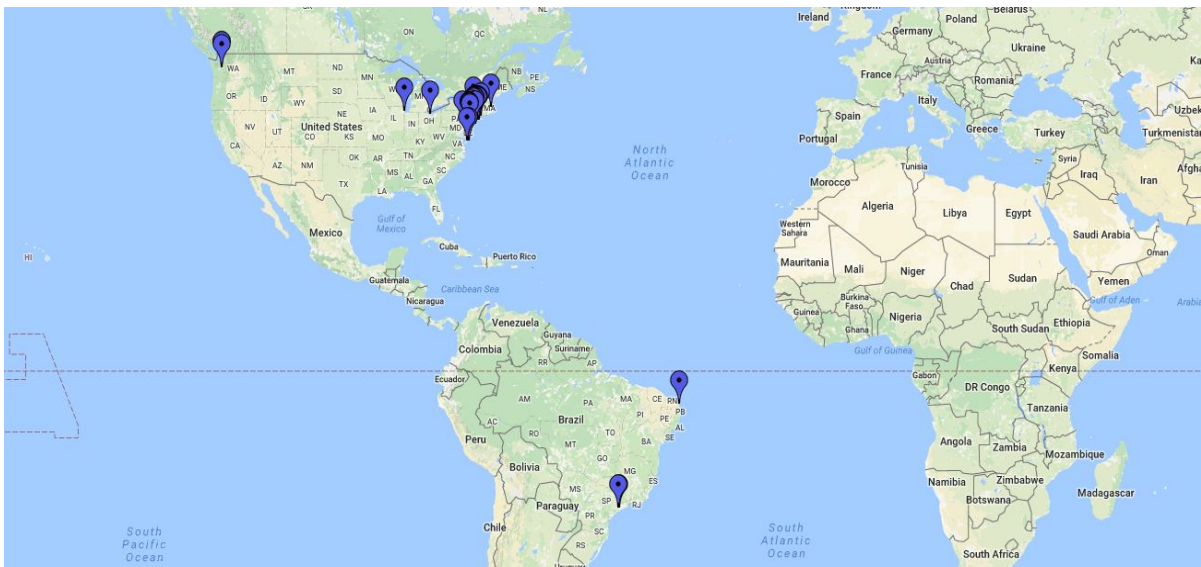 ON
QC
NB
PE
NS
ME
WA
MT
ND
MN
OR
ID
WY
SD
NV
UT
NE
IA
IL
IN
OH
PA
MA
United States
CO
KS
MO
KY
VA
MD
CA
AZ
NM
OK
AR
TN
NC
SC
MS
AL
GA
TX
LA
FL
Gulf of
Mexico
Mexico
Cuba
Puerto Rico
HI
Guatemala
Caribbean Sea
Nicaragua
North
Atlantic
Ocean
Venezuela
Guyana
Suriname
Colombia
Ecuador
RR
AP
AM
PA
MA
CE
RN
PB
PI
PE
AL
SE
AC
RO
TO
BA
Brazil
Peru
MT
GO
MG
ES
Bolivia
MS
SP
RJ
Paraguay
PR
SC
RS
Chile
South
Pacific
Ocean
South
Atlantic
Ocean
Ireland
Poland
Belarus
Germany
Ukraine
France
Austria
Romania
Italy
Spain
Portugal
Greece
Turkey
Turkmenistan
Syria
Iraq
Iran
Tunisia
Morocco
Algeria
Libya
Egypt
Western
Sahara
Saudi Arabia
Oman
Mauritania
Mali
Niger
Chad
Sudan
Yemen
Gulf of Aden
Burkina
Faso
Guinea
Ghana
Nigeria
South Sudan
Ethiopia
Somalia
Gulf of Guinea
Gabon
DR Congo
Kenya
Tanzania
Angola
Zambia
Mozambique
Zimbabwe
Namibia
Botswana
Madagascar
South Africa